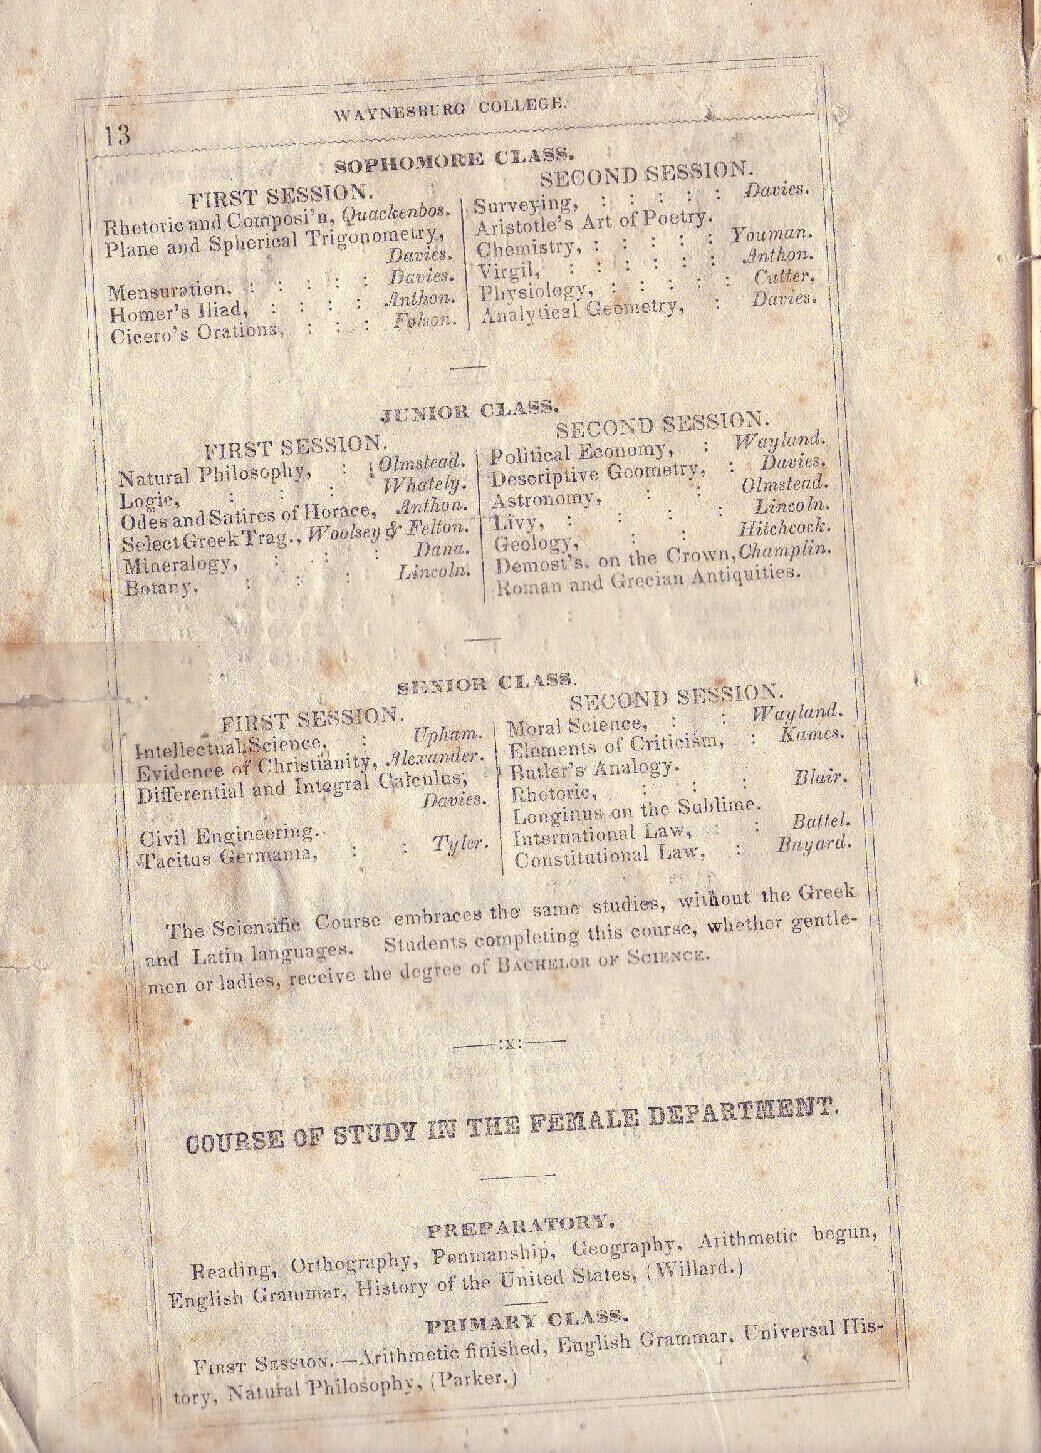 13
WAYNESBURG COLLEGE.
SOPHOMORE CLASS.
FIRST SESSION.
Rhetoric and Composi'n, Quackenbos.
Plane and Spherical Trigonometry,
Davies.
Mensuration. : : : : : Davies.
Homer's Iliad, : : : : Anthon.
Cicero's Orations, : : : Folson.
SECOND SESSION.
Surveying, : : : : : Davies.
Aristotle's Art of Poetry.
Chemistry, : : : : : Youman.
Virgil, : : : : : : Anthon.
Physiology, : : : : : Cutter.
Analytical Geometry, : Davies.
JUNIOR CLASS.
FIRST SESSION.
Natural Philosophy, : : Olmstead.
Logic, : : : : Whately.
Odes and Satires of Horace, Anthon.
Select Greek Trag., Woolsey & Felton.
Mineralogy, : : : Dana.
Botany, : : : Lincoln.
SECOND SESSION.
Political Economy, : Wayland.
Descriptive Geometry, : Davies.
Astronomy, : : Olmstead.
Livy, : : : : Lincoln.
Geology, : : : Hitchcock.
Demost's. on the Crown, Champlin.
Roman and Grecian Antiquities.
SENIOR CLASS.
FIRST SESSION.
Intellectual Science, : Upham.
Evidence of Christianity, Alexander.
Differential and Integral Calculus,
Davies.
Civil Engineering.
Tacitus Germania, : : Tyler.
SECOND SESSION.
Moral Science, : : Wayland.
Elements of Criticism, : Kames.
Butler's Analogy.
Rhetoric, : : : Blair.
Longinus on the Sublime.
International Law, : : Battel.
Constitutional Law, : Bayard.
The Scientific Course embraces the same studies, without the Greek
and Latin languages. Students completing this course, whether gentle-
men or ladies, receive the degree of BACHELOR OF SCIENCE.
:x:
COURSE OF STUDY IN THE FEMALE DEPARTMENT.
PREPARATORY.
Reading, Orthography, Penmanship, Geography, Arithmetic begun,
English Grammar, History of the United States, (Willard.)
PRIMARY CLASS.
FIRST SESSION.—Arithmetic finished, English Grammar, Universal His-
tory, Natural Philosophy, (Parker.)